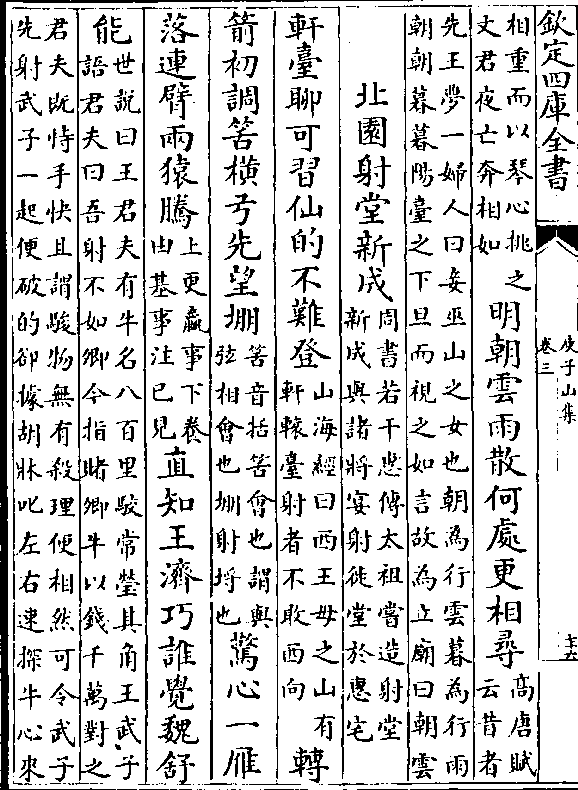 欽定四庫全書
庾子山集
卷三
十六
相重而以琴心挑之
文君夜亡奔相如
明朝雲雨散何處更相尋
高唐賦
云昔者
先王夢一婦人曰妾巫山之女也朝為行雲暮為行雨
朝朝暮暮陽臺之下旦而視之如言故為立廟曰朝雲
北園射堂新成
周書若干惠傳太祖嘗造射堂
新成與諸將宴射徙堂於惠宅
軒臺聊可習仙的不難登
山海經曰西王母之山有
軒轅臺射者不敢西向
轉
箭初調筈橫弓先望堋
筈音括筈會也謂與
弦相會也堋射埒也
驚心一雁
落連臂兩猿騰
上更羸事下養
由基事注已見
直知王濟巧誰覺魏舒
能
世說曰王君夫有牛名八百里駮常瑩其角王武子
語君夫曰吾射不如卿今指賭卿牛以錢千萬對之
君夫既恃手快且謂駿物無有殺理便相然可令武子
先射武子一起便破的卻據胡牀叱左右速探牛心來